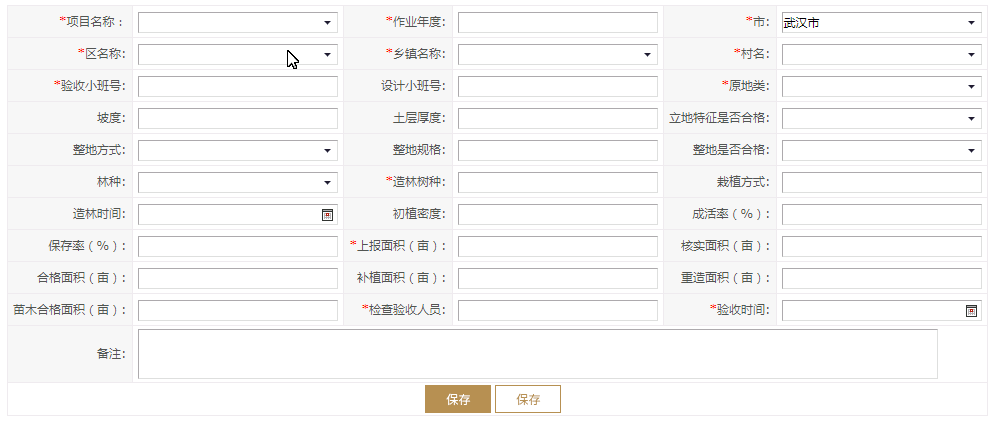 *项目名称： *作业年度: *市: 武汉市
*区名称: *乡镇名称: *村名:
*验收小班号: 设计小班号: *原地类:
坡度: 土层厚度: 立地特征是否合格:
整地方式: 整地规格: 整地是否合格:
林种: *造林树种: 栽植方式:
造林时间: 初植密度: 成活率（%）:
保存率（%）: *上报面积（亩）: 核实面积（亩）:
合格面积（亩）: 补植面积（亩）: 重造面积（亩）:
苗木合格面积（亩）: *检查验收人员: *验收时间:
备注:
保存 保存